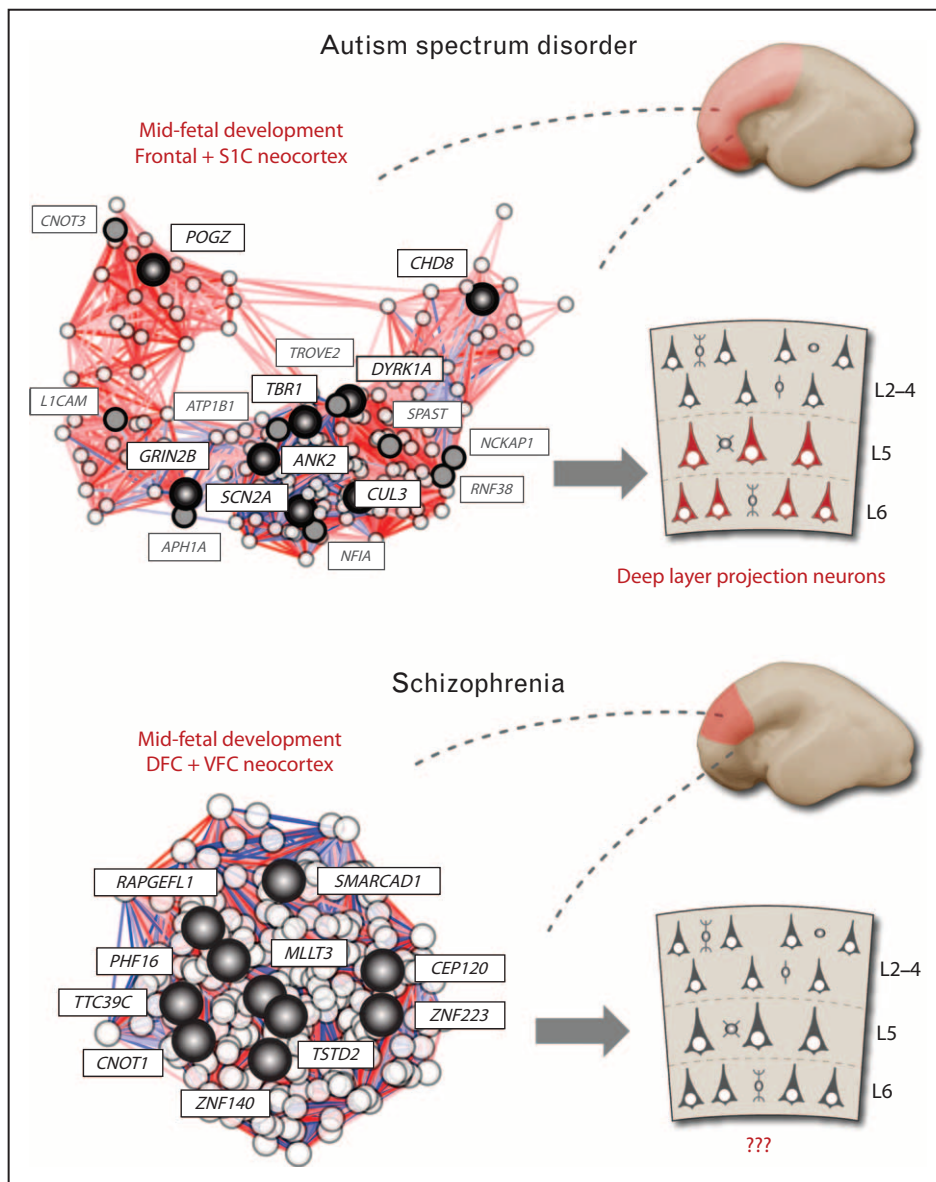 Autism spectrum disorder
Mid-fetal development
Frontal + S1C neocortex
CNOT3
POGZ
CHD8
TROVE2
DYRK1A
TBR1
L1CAM
ATP1B1
SPAST
GRIN2B
ANK2
NCKAP1
SCN2A
CUL3
RNF38
APH1A
NFIA
L2–4
L5
L6
Deep layer projection neurons
Schizophrenia
Mid-fetal development
DFC + VFC neocortex
RAPGEFL1
SMARCAD1
PHF16
MLLT3
CEP120
TTC39C
ZNF223
CNOT1
TSTD2
ZNF140
L2–4
L5
L6
???